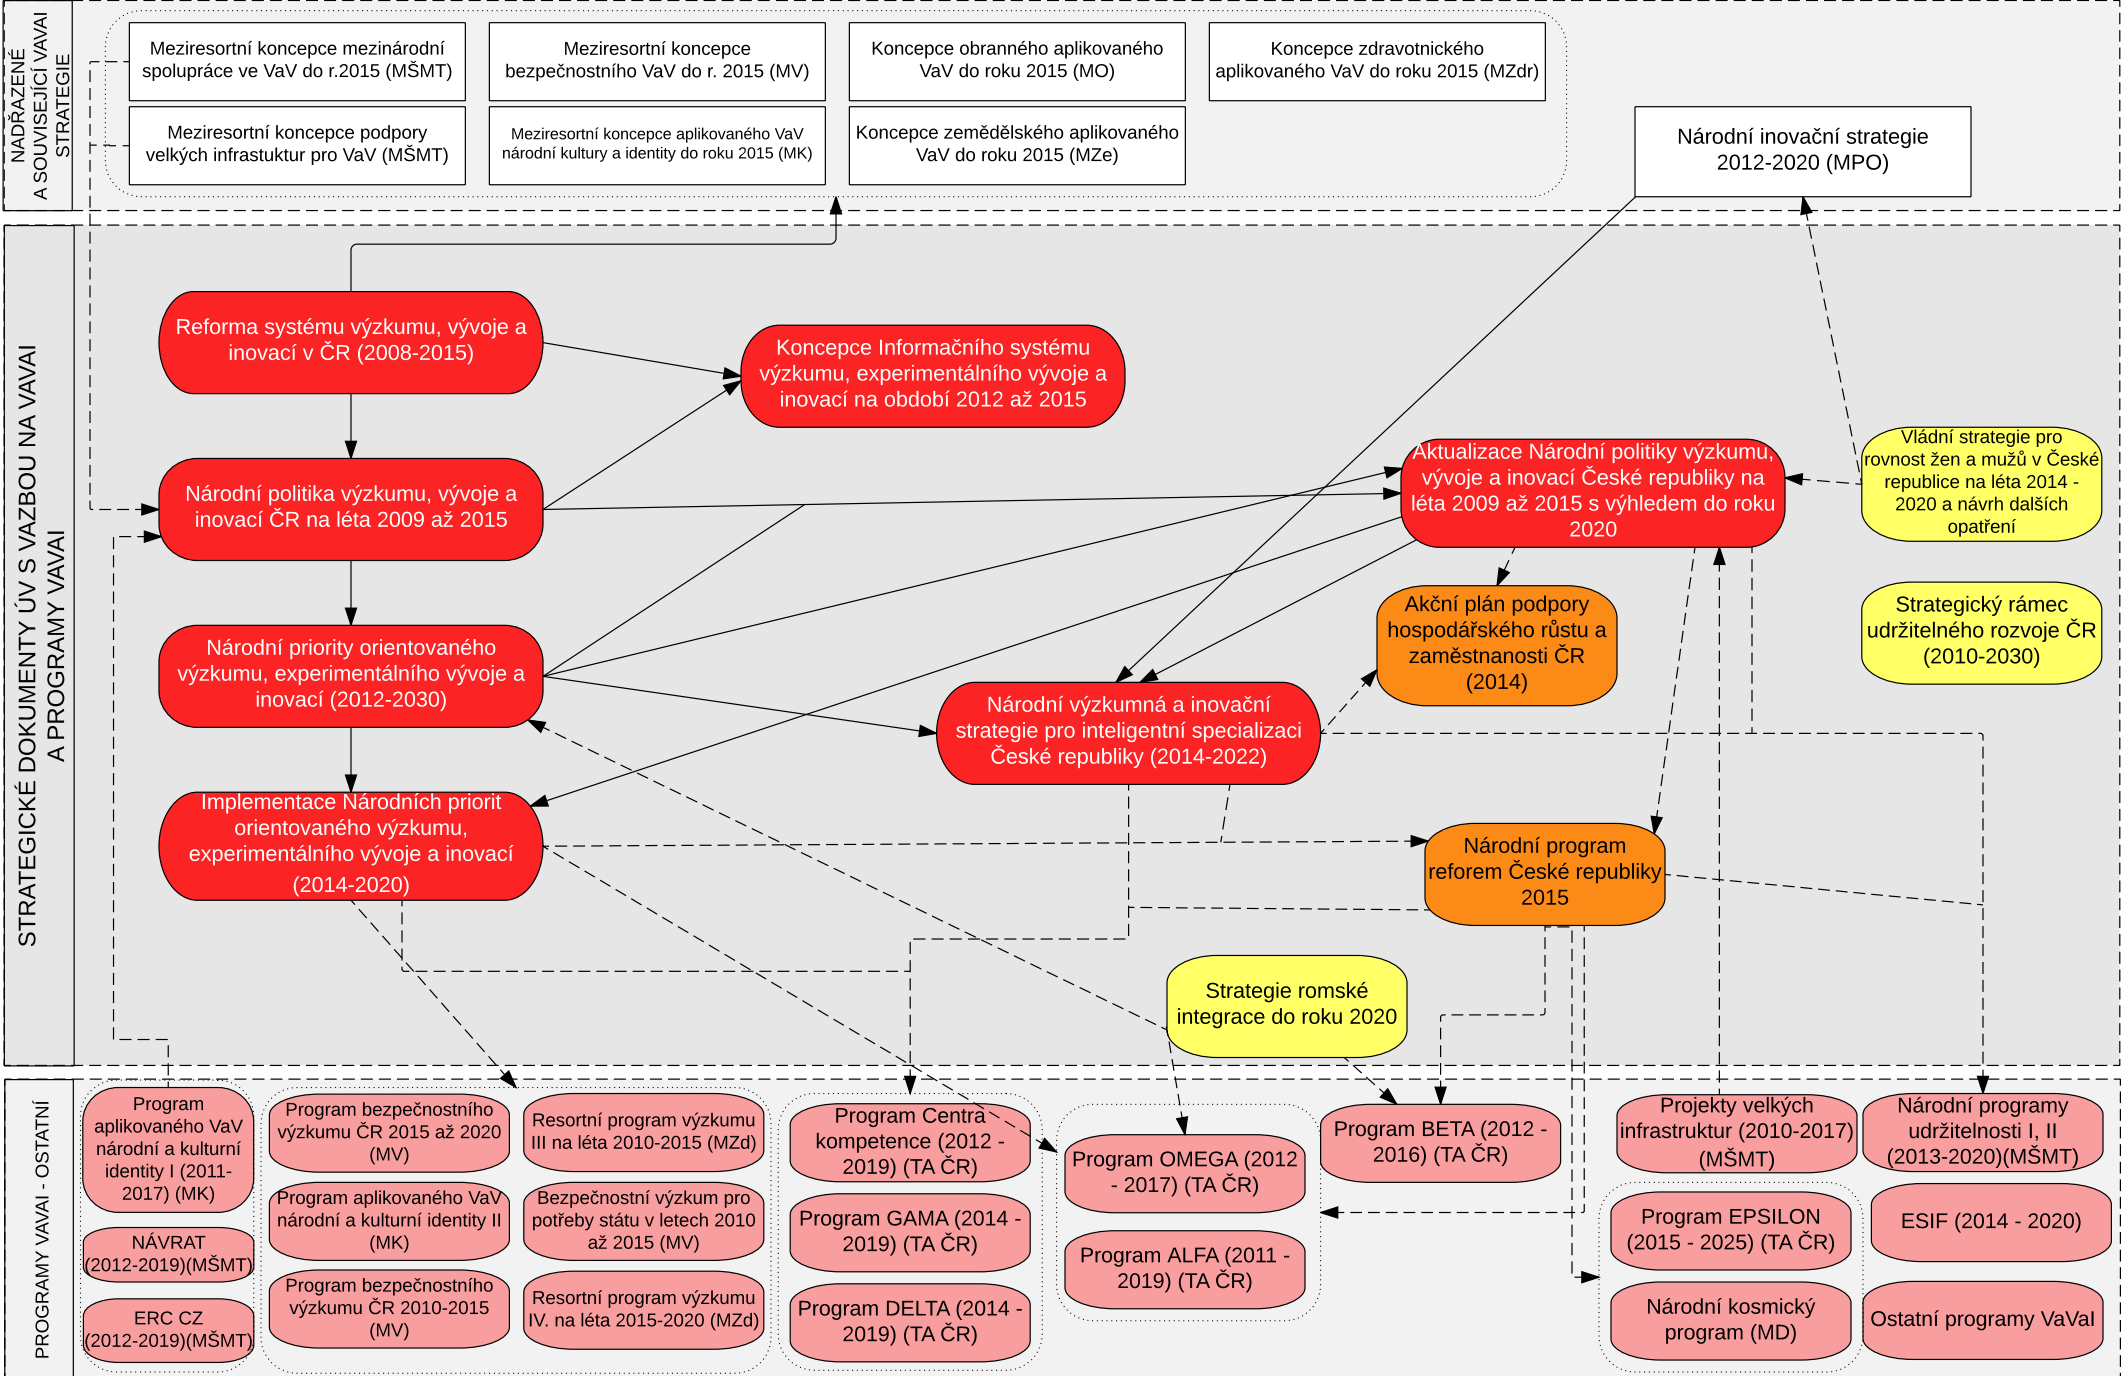 NADŘAZENÉ
A SOUVISEJÍCÍ VAVAI
STRATEGIE
Meziresortní koncepce mezinárodní
spolupráce ve VaV do r.2015 (MŠMT)
Meziresortní koncepce
bezpečnostního VaV do r. 2015 (MV)
Koncepce obranného aplikovaného
VaV do roku 2015 (MO)
Koncepce zdravotnického
aplikovaného VaV do roku 2015 (MZdr)
Meziresortní koncepce podpory
velkých infrastuktur pro VaV (MŠMT)
Meziresortní koncepce aplikovaného VaV
národní kultury a identity do roku 2015 (MK)
Koncepce zemědělského aplikovaného
VaV do roku 2015 (MZe)
Národní inovační strategie
2012-2020 (MPO)
STRATEGICKÉ DOKUMENTY ÚV S VAZBOU NA VAVAI
A PROGRAMY VAVAI
Reforma systému výzkumu, vývoje a
inovací v ČR (2008-2015)
Koncepce Informačního systému
výzkumu, experimentálního vývoje a
inovací na období 2012 až 2015
Národní politika výzkumu, vývoje a
inovací ČR na léta 2009 až 2015
Aktualizace Národní politiky výzkumu,
vývoje a inovací České republiky na
léta 2009 až 2015 s výhledem do roku
2020
Vládní strategie pro
rovnost žen a mužů v České
republice na léta 2014 -
2020 a návrh dalších
opatření
Akční plán podpory
hospodářského růstu a
zaměstnanosti ČR
(2014)
Strategický rámec
udržitelného rozvoje ČR
(2010-2030)
Národní priority orientovaného
výzkumu, experimentálního vývoje a
inovací (2012-2030)
Národní výzkumná a inovační
strategie pro inteligentní specializaci
České republiky (2014-2022)
Implementace Národních priorit
orientovaného výzkumu,
experimentálního vývoje a inovací
(2014-2020)
Národní program
reforem České republiky
2015
Strategie romské
integrace do roku 2020
PROGRAMY VAVAI - OSTATNÍ
Program
aplikovaného VaV
národní a kulturní
identity I (2011-
2017) (MK)
NÁVRAT
(2012-2019)(MŠMT)
ERC CZ
(2012-2019)(MŠMT)
Program bezpečnostního
výzkumu ČR 2015 až 2020
(MV)
Program aplikovaného VaV
národní a kulturní identity II
(MK)
Program bezpečnostního
výzkumu ČR 2010-2015
(MV)
Resortní program výzkumu
III na léta 2010-2015 (MZd)
Bezpečnostní výzkum pro
potřeby státu v letech 2010
až 2015 (MV)
Resortní program výzkumu
IV. na léta 2015-2020 (MZd)
Program Centra
kompetence (2012 -
2019) (TA ČR)
Program GAMA (2014 -
2019) (TA ČR)
Program DELTA (2014 -
2019) (TA ČR)
Program OMEGA (2012
- 2017) (TA ČR)
Program ALFA (2011 -
2019) (TA ČR)
Program BETA (2012 -
2016) (TA ČR)
Projekty velkých
infrastruktur (2010-2017)
(MŠMT)
Program EPSILON
(2015 - 2025) (TA ČR)
Národní kosmický
program (MD)
Národní programy
udržitelnosti I, II
(2013-2020)(MŠMT)
ESIF (2014 - 2020)
Ostatní programy VaVaI